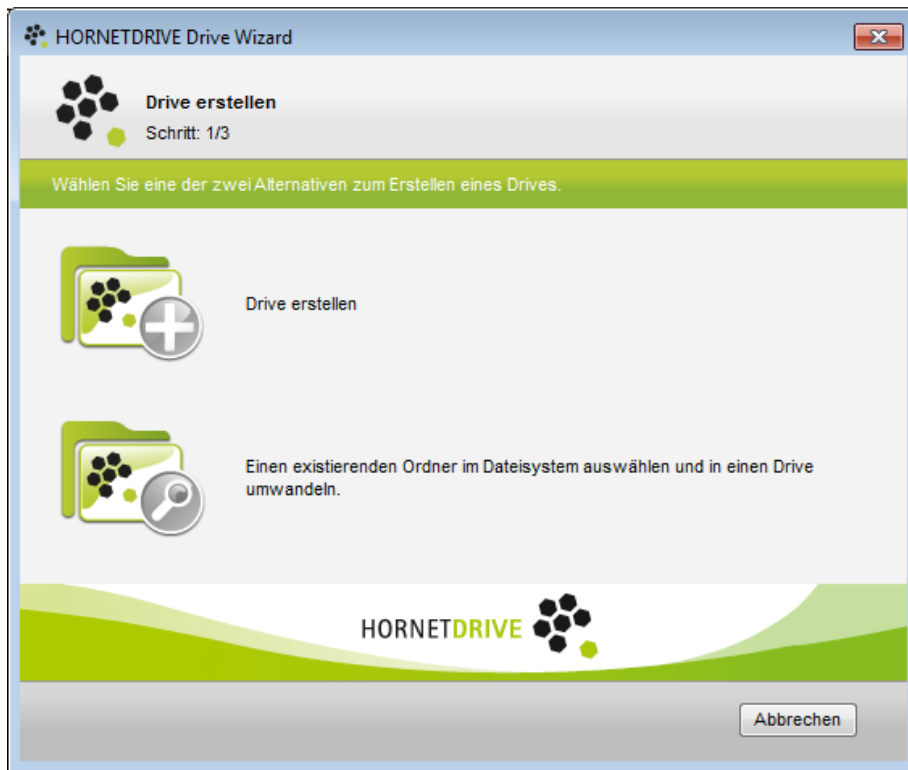 HORNETDRIVE Drive Wizard
Drive erstellen
Schritt: 1/3
Wählen Sie eine der zwei Alternativen zum Erstellen eines Drives.
Drive erstellen
Einen existierenden Ordner im Dateisystem auswählen und in einen Drive
umwandeln.
HORNETDRIVE
Abbrechen